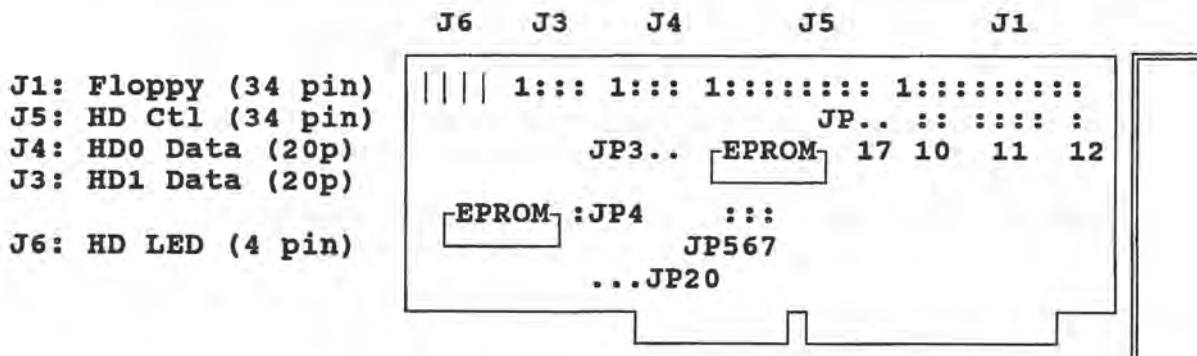 J6 J3 J4 J5 J1
J1: Floppy (34 pin)
J5: HD Ctl (34 pin)
J4: HD0 Data (20p)
J3: HD1 Data (20p)
J6: HD LED (4 pin)
|||| 1::: 1::: 1:::::::: 1:::::::::
JP.. :: :::: :
JP3.. EPROM 17 10 11 12
EPROM :JP4 :::
JP567
...JP20